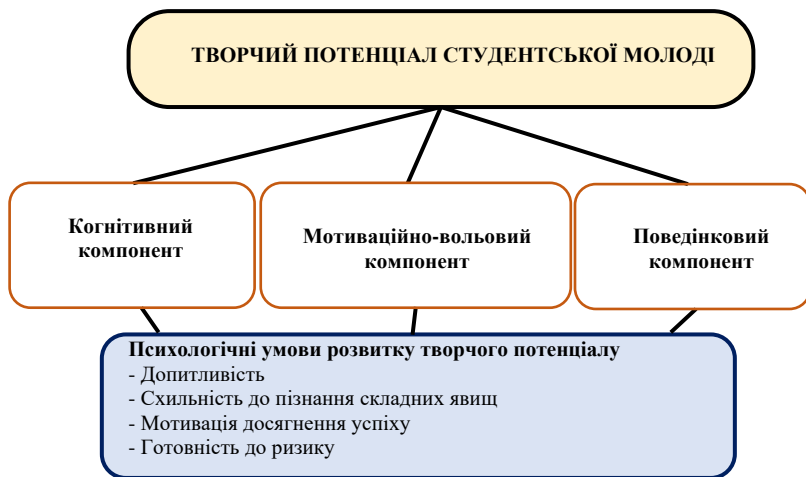 ТВОРЧИЙ ПОТЕНЦІАЛ СТУДЕНТСЬКОЇ МОЛОДІ
Когнітивний
компонент
Мотиваційно-вольовий
компонент
Поведінковий
компонент
Психологічні умови розвитку творчого потенціалу
- Допитливість
- Схильність до пізнання складних явищ
- Мотивація досягнення успіху
- Готовність до ризику